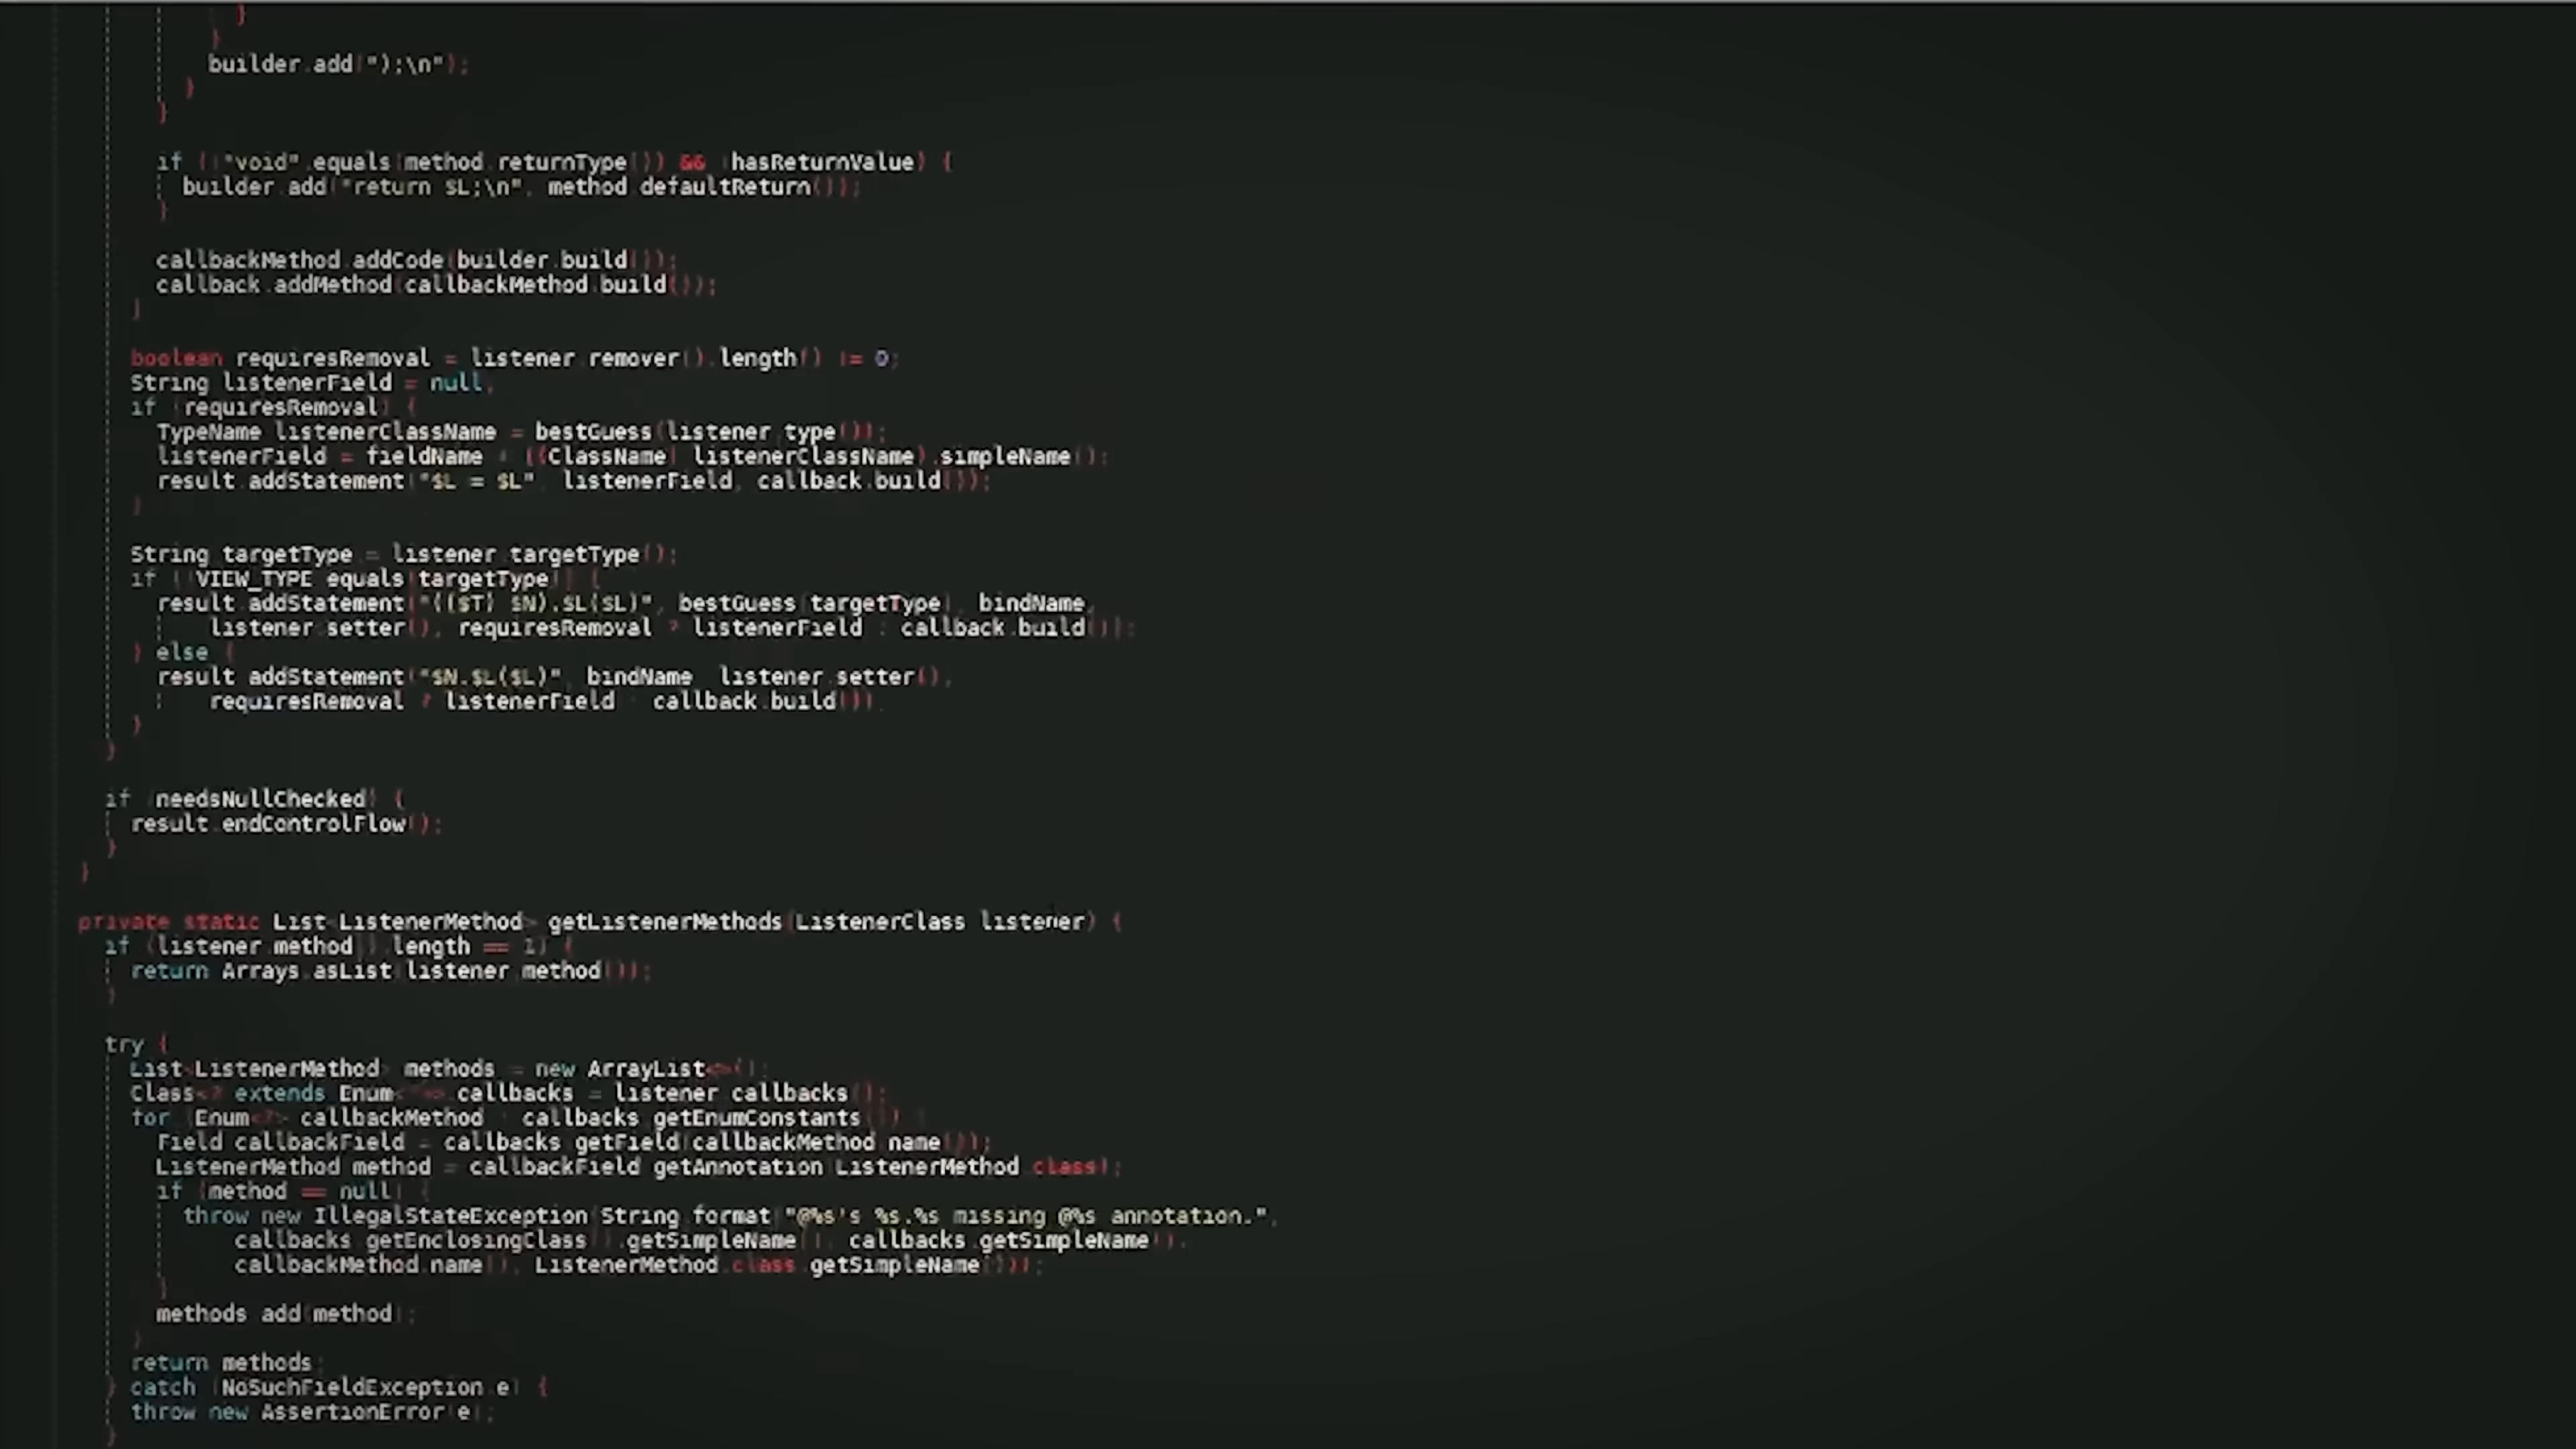 }
}
builder.add(");\n");
}
}
if (!"void".equals(method.returnType()) && !hasReturnValue) {
builder.add("return $L;\n", method.defaultReturn());
}
callbackMethod.addCode(builder.build());
callback.addMethod(callbackMethod.build());
}
boolean requiresRemoval = listener.remover().length() != 0;
String listenerField = null;
if (requiresRemoval) {
TypeName listenerClassName = bestGuess(listener.type());
listenerField = fieldName + ((ClassName) listenerClassName).simpleName();
result.addStatement("$L = $L", listenerField, callback.build());
}
String targetType = listener.targetType();
if (!VIEW_TYPE.equals(targetType)) {
result.addStatement("(($T) $N).$L($L)", bestGuess(targetType), bindName,
listener.setter(), requiresRemoval ? listenerField : callback.build());
} else {
result.addStatement("$N.$L($L)", bindName, listener.setter(),
requiresRemoval ? listenerField : callback.build());
}
}
if (needsNullChecked) {
result.endControlFlow();
}
}
private static List<ListenerMethod> getListenerMethods(ListenerClass listener) {
if (listener.method().length == 1) {
return Arrays.asList(listener.method());
}
try {
List<ListenerMethod> methods = new ArrayList<>();
Class<? extends Enum<?>> callbacks = listener.callbacks();
for (Enum<?> callbackMethod : callbacks.getEnumConstants()) {
Field callbackField = callbacks.getField(callbackMethod.name());
ListenerMethod method = callbackField.getAnnotation(ListenerMethod.class);
if (method == null) {
throw new IllegalStateException(String.format("@%s's %s.%s missing @%s annotation.",
callbacks.getEnclosingClass().getSimpleName(), callbacks.getSimpleName(),
callbackMethod.name(), ListenerMethod.class.getSimpleName()));
}
methods.add(method);
}
return methods;
} catch (NoSuchFieldException e) {
throw new AssertionError(e);
}